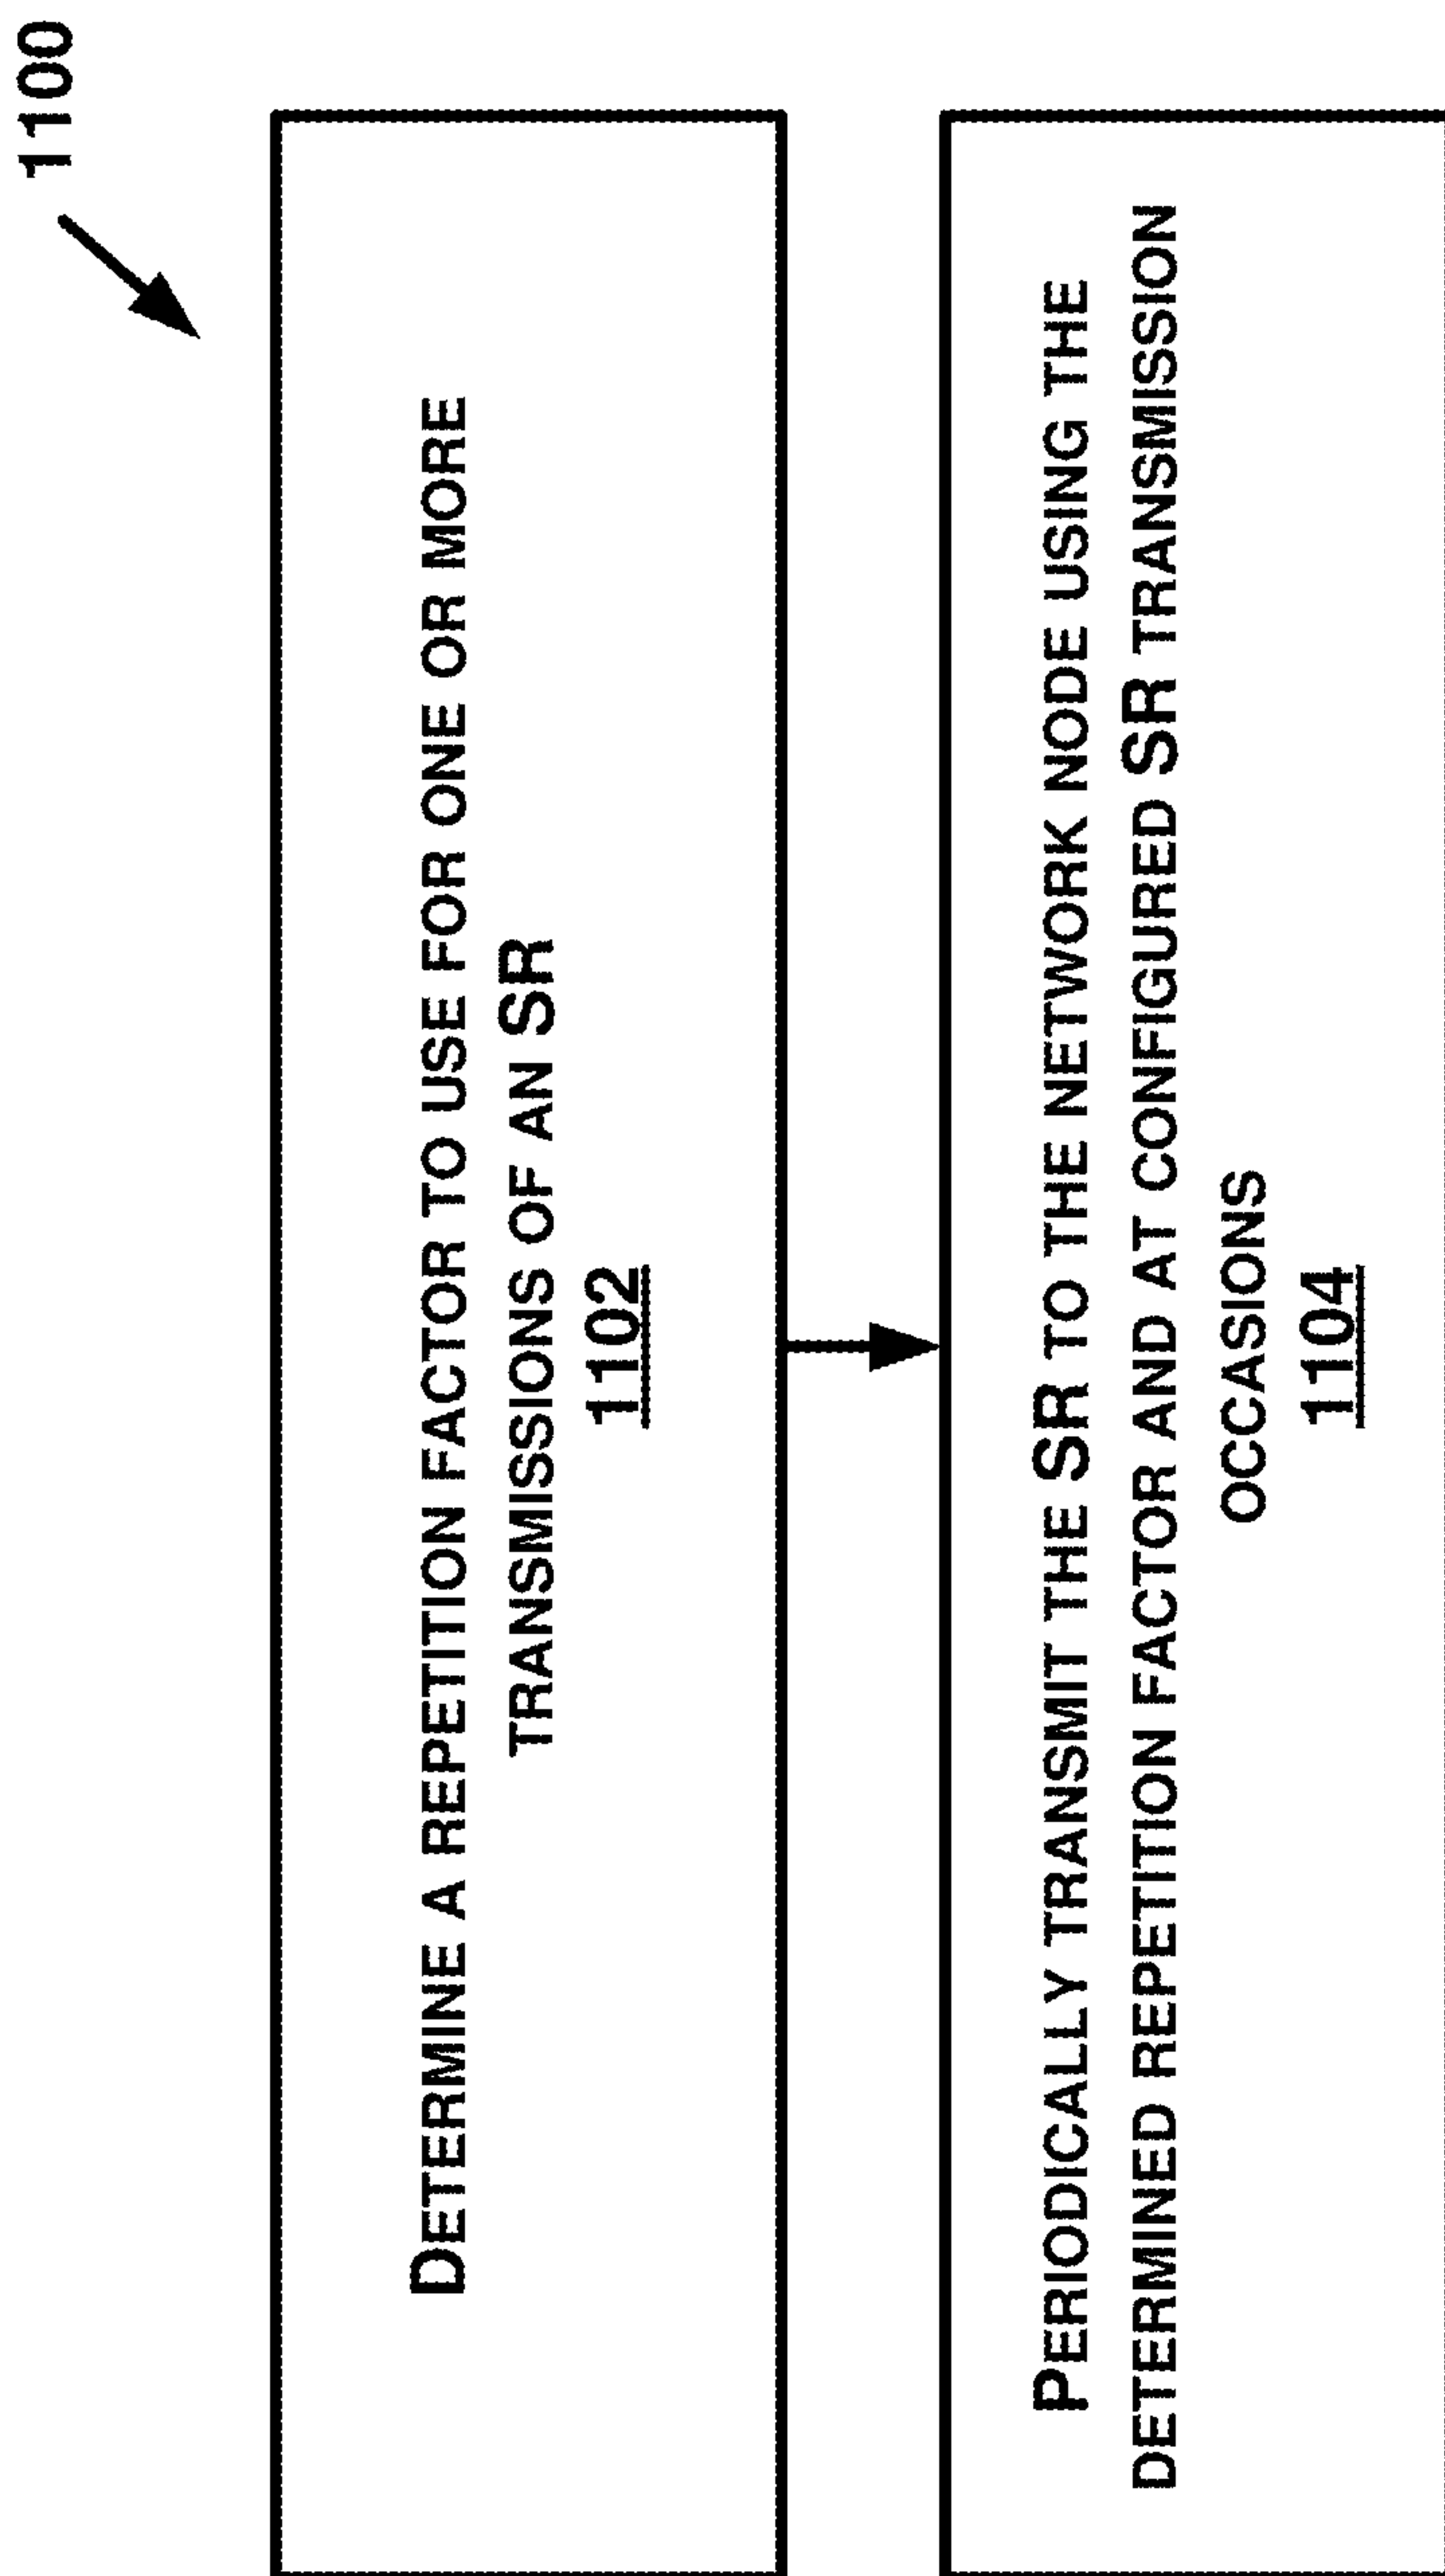 1100
DETERMINE A REPETITION FACTOR TO USE FOR ONE OR MORE
TRANSMISSIONS OF AN SR
1102
PERIODICALLY TRANSMIT THE SR TO THE NETWORK NODE USING THE
DETERMINED REPETITION FACTOR AND AT CONFIGURED SR TRANSMISSION
OCCASIONS
1104